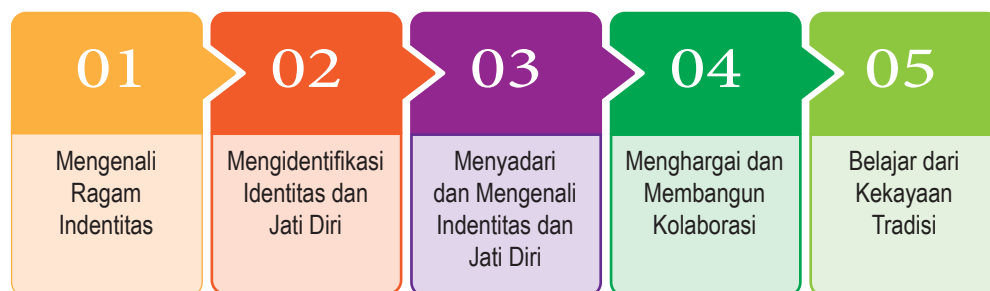 01
Mengenali
Ragam
Indentitas
02
Mengidentifikasi
Identitas dan
Jati Diri
03
Menyadari
dan Mengenali
Indentitas dan
Jati Diri
04
Menghargai dan
Membangun
Kolaborasi
05
Belajar dari
Kekayaan
Tradisi